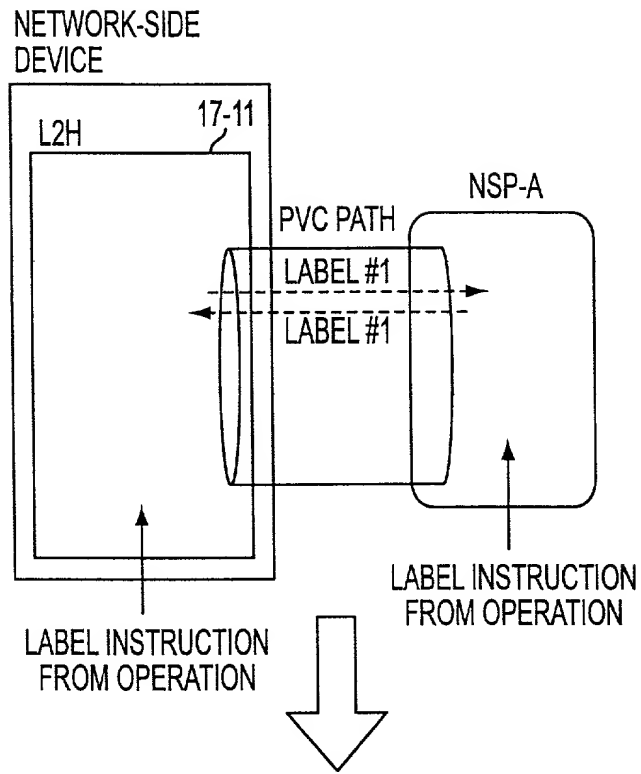 NETWORK-SIDE
DEVICE
L2H
17-11
NSP-A
PVC PATH
LABEL #1
LABEL #1
LABEL INSTRUCTION
FROM OPERATION
LABEL INSTRUCTION
FROM OPERATION